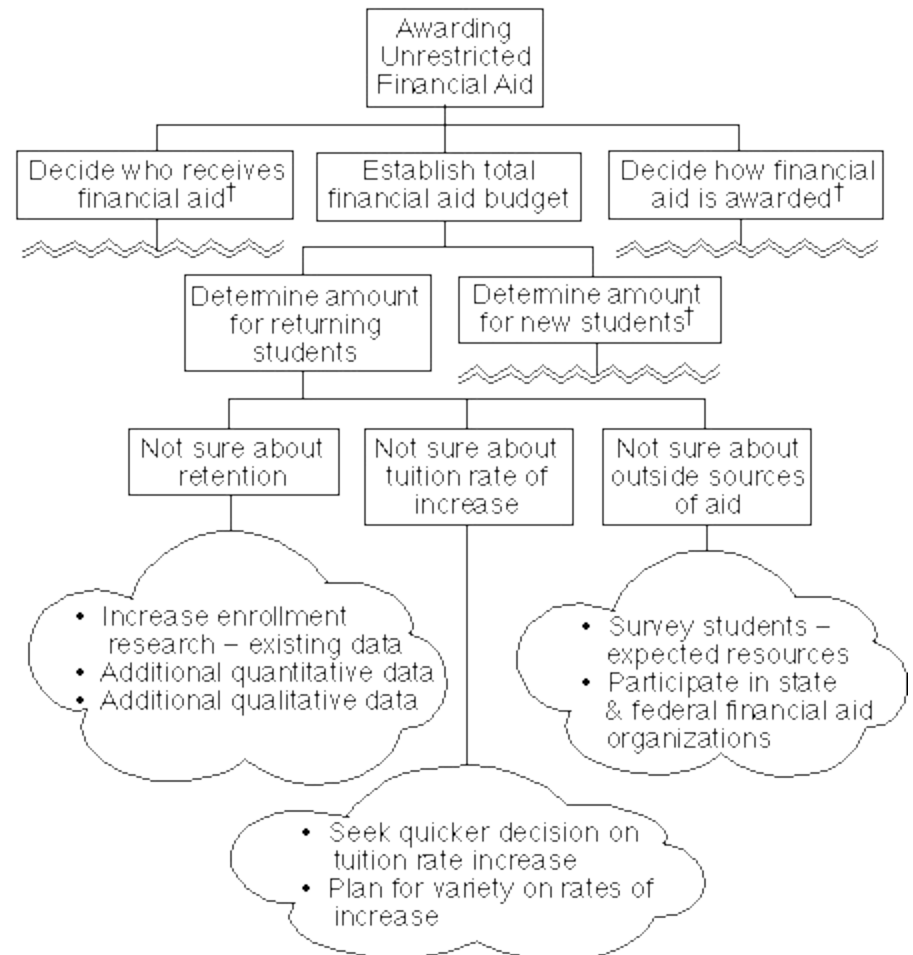 Awarding
Unrestricted
Financial Aid
Decide who receives
financial aid†
Establish total
financial aid budget
Decide how financial
aid is awarded†
Determine amount
for returning
students
Determine amount
for new students†
Not sure about
retention
Not sure about
tuition rate of
increase
Not sure about
outside sources
of aid
• Increase enrollment
research – existing data
• Additional quantitative data
• Additional qualitative data
• Survey students –
expected resources
• Participate in state
& federal financial aid
organizations
• Seek quicker decision on
tuition rate increase
• Plan for variety on rates of
increase